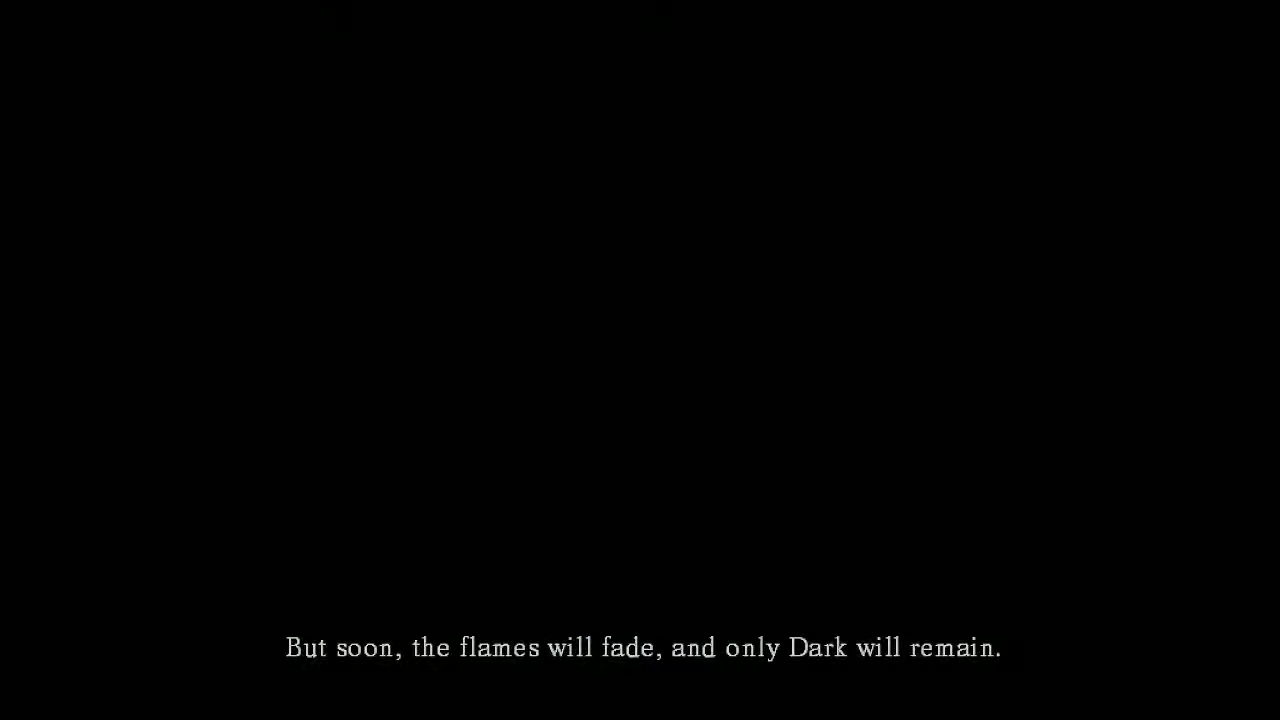 But soon, the flames will fade, and only Dark will remain.